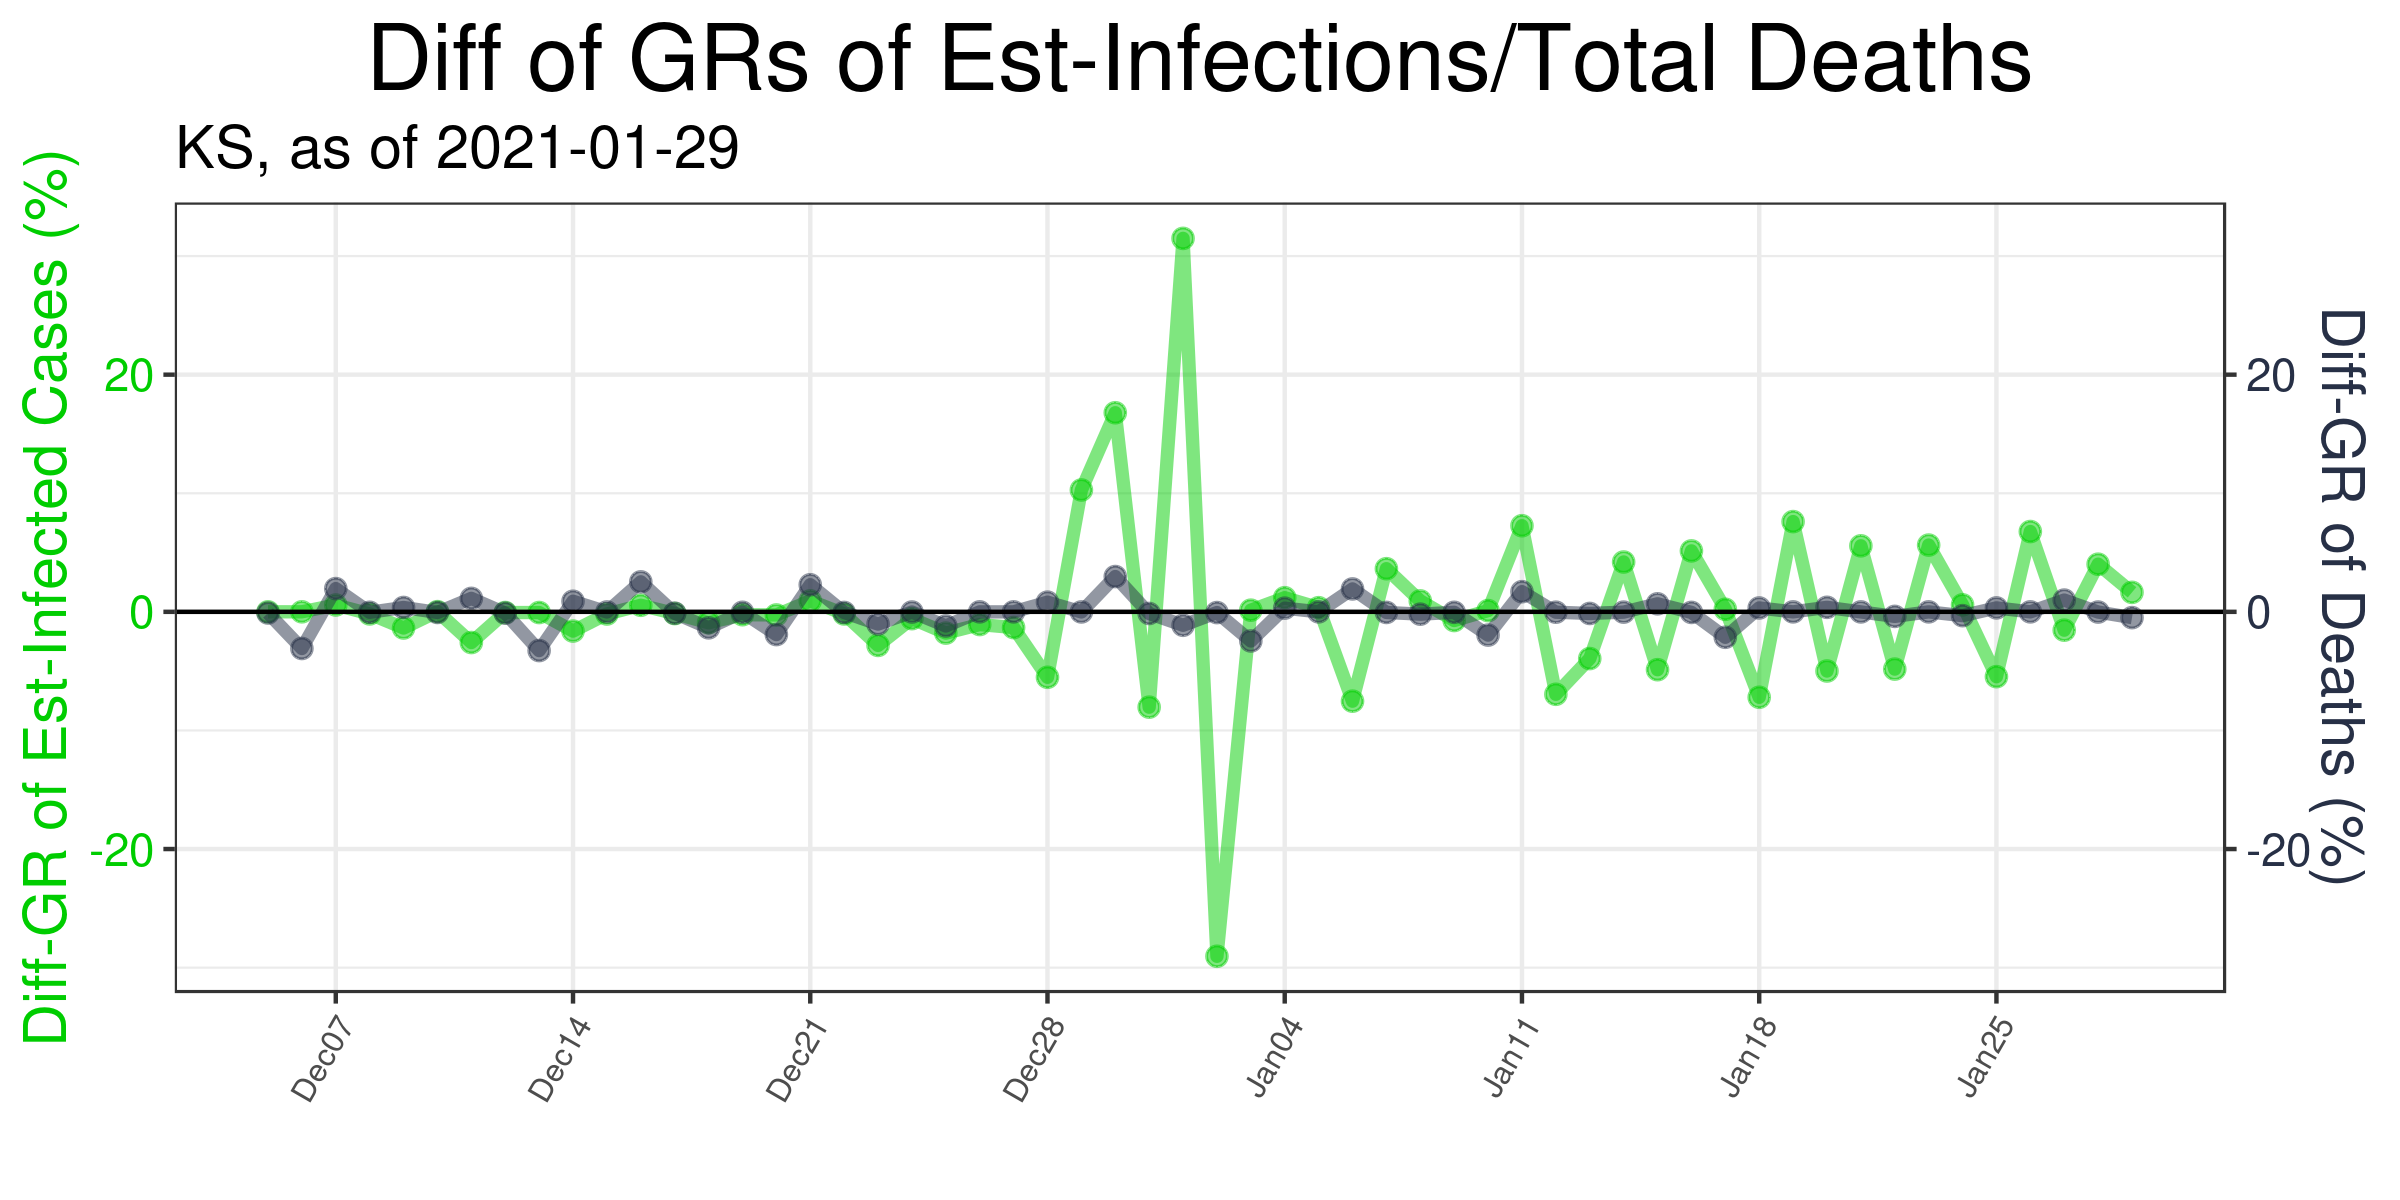 Diff of GRs of Est-Infections/Total Deaths
KS, as of 2021-01-29
Diff-GR of Est-Infected Cases (%)
20
0
-20
20
0
-20
Diff-GR of Deaths (%)
Dec07
Dec14
Dec21
Dec28
Jan04
Jan11
Jan18
Jan25